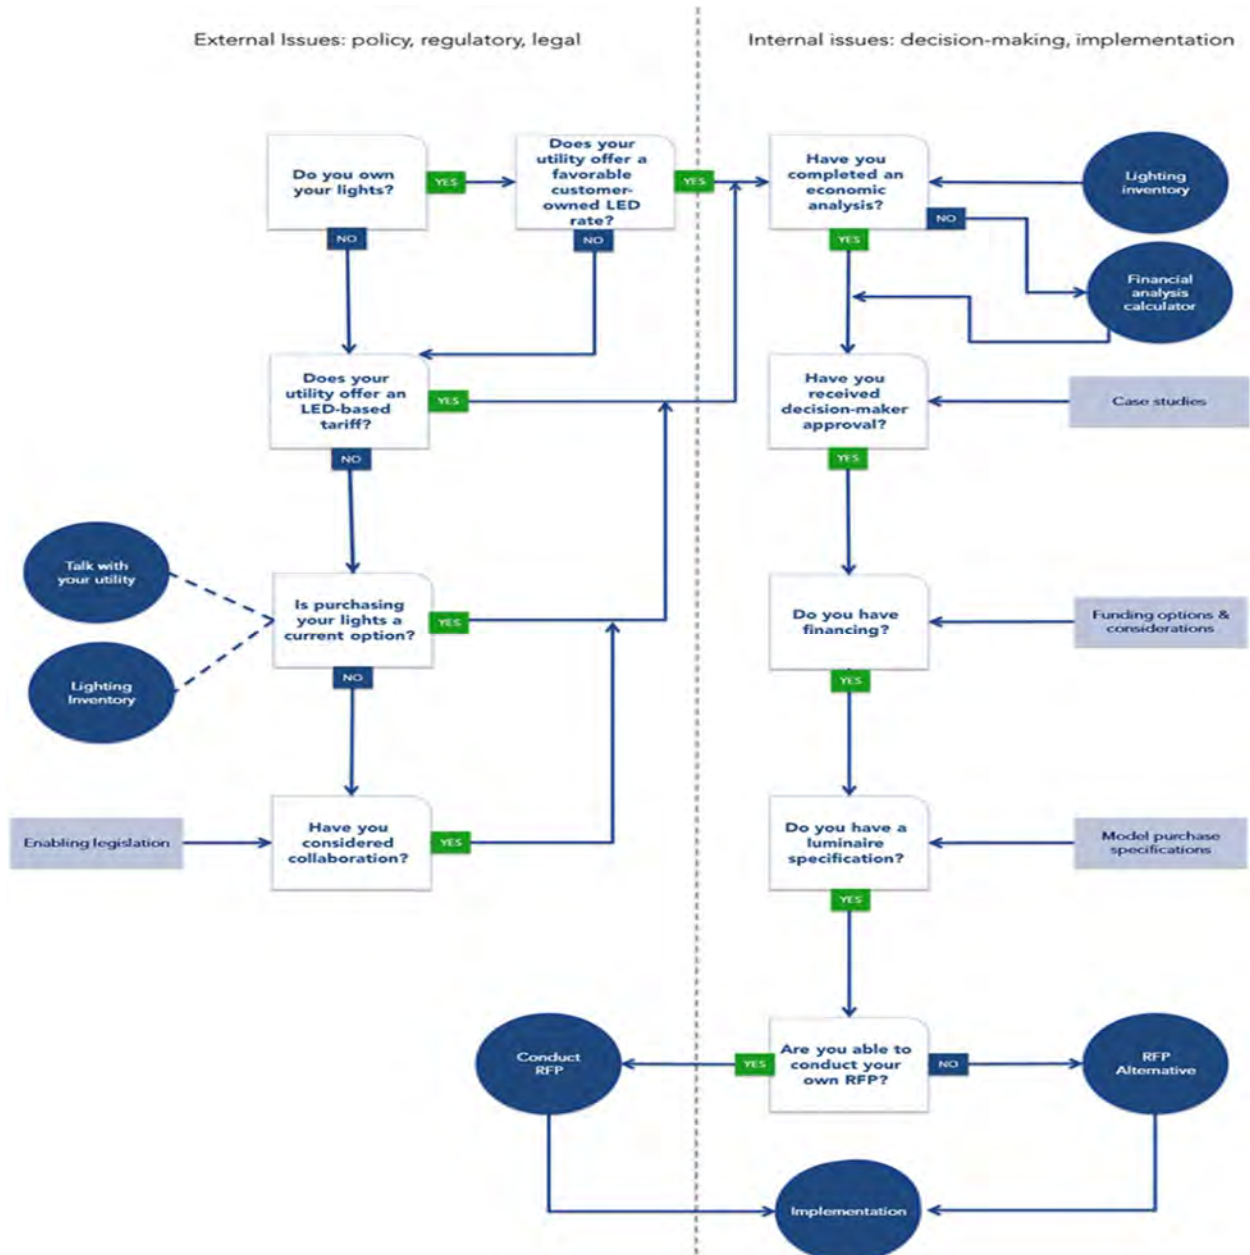 External Issues: policy, regulatory, legal
Internal issues: decision-making, implementation
Do you own
your lights?
YES
NO
Does your
utility offer a
favorable
customer-
owned LED
rate?
YES
NO
Have you
completed an
economic
analysis?
NO
YES
Lighting
inventory
Financial
analysis
calculator
Does your
utility offer an
LED-based
tariff?
YES
NO
Have you
received
decision-maker
approval?
YES
Case studies
Talk with
your utility
Lighting
Inventory
Is purchasing
your lights a
current option?
YES
NO
Do you have
financing?
YES
Funding options &
considerations
Enabling legislation
Have you
considered
collaboration?
YES
Do you have a
luminaire
specification?
YES
Model purchase
specifications
Conduct
RFP
YES
Are you able to
conduct your
own RFP?
NO
RFP
Alternative
Implementation